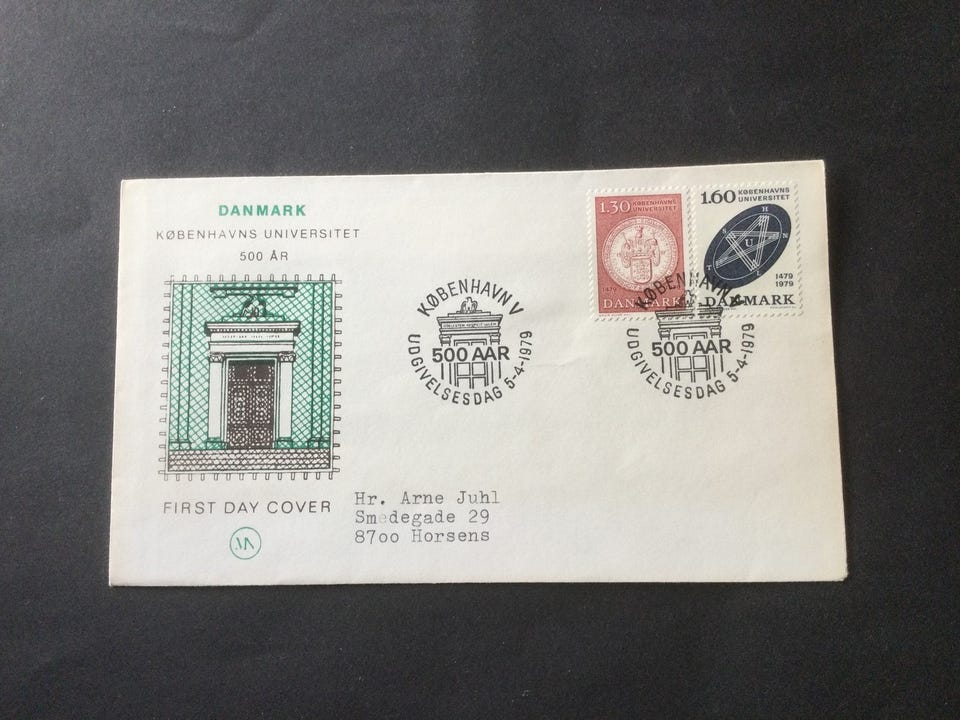 DANMARK
KØBENHAVNS UNIVERSITET
500 ÅR
FIRST DAY COVER
Hr. Arne Juhl
Smedegade 29
8700 Horsens
KØBENHAVN V
500 AAR
UDGIVELSESDAG 5-4-1979
1.30 KØBENHAVNS
UNIVERSITET
1479
DANMARK
1.60 KØBENHAVNS
UNIVERSITET
H
S U N
T L
1479
1979
DANMARK
KØBENHAVN V
500 AAR
UDGIVELSESDAG 5-4-1979